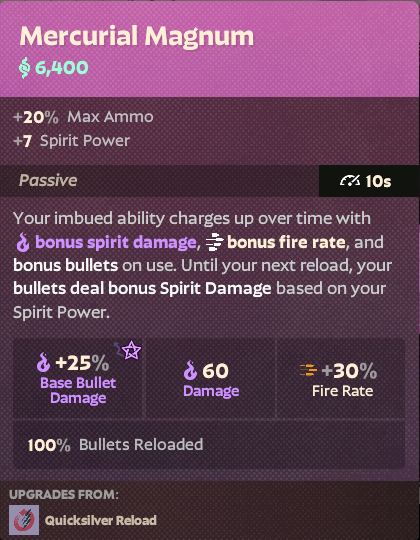 Mercurial Magnum
6,400
+20% Max Ammo
+7 Spirit Power
Passive 10s
Your imbued ability charges up over time with
bonus spirit damage, bonus fire rate, and
bonus bullets on use. Until your next reload, your
bullets deal bonus Spirit Damage based on your
Spirit Power.
+25% 60 +30%
Base Bullet Damage Fire Rate
Damage
100% Bullets Reloaded
UPGRADES FROM:
Quicksilver Reload